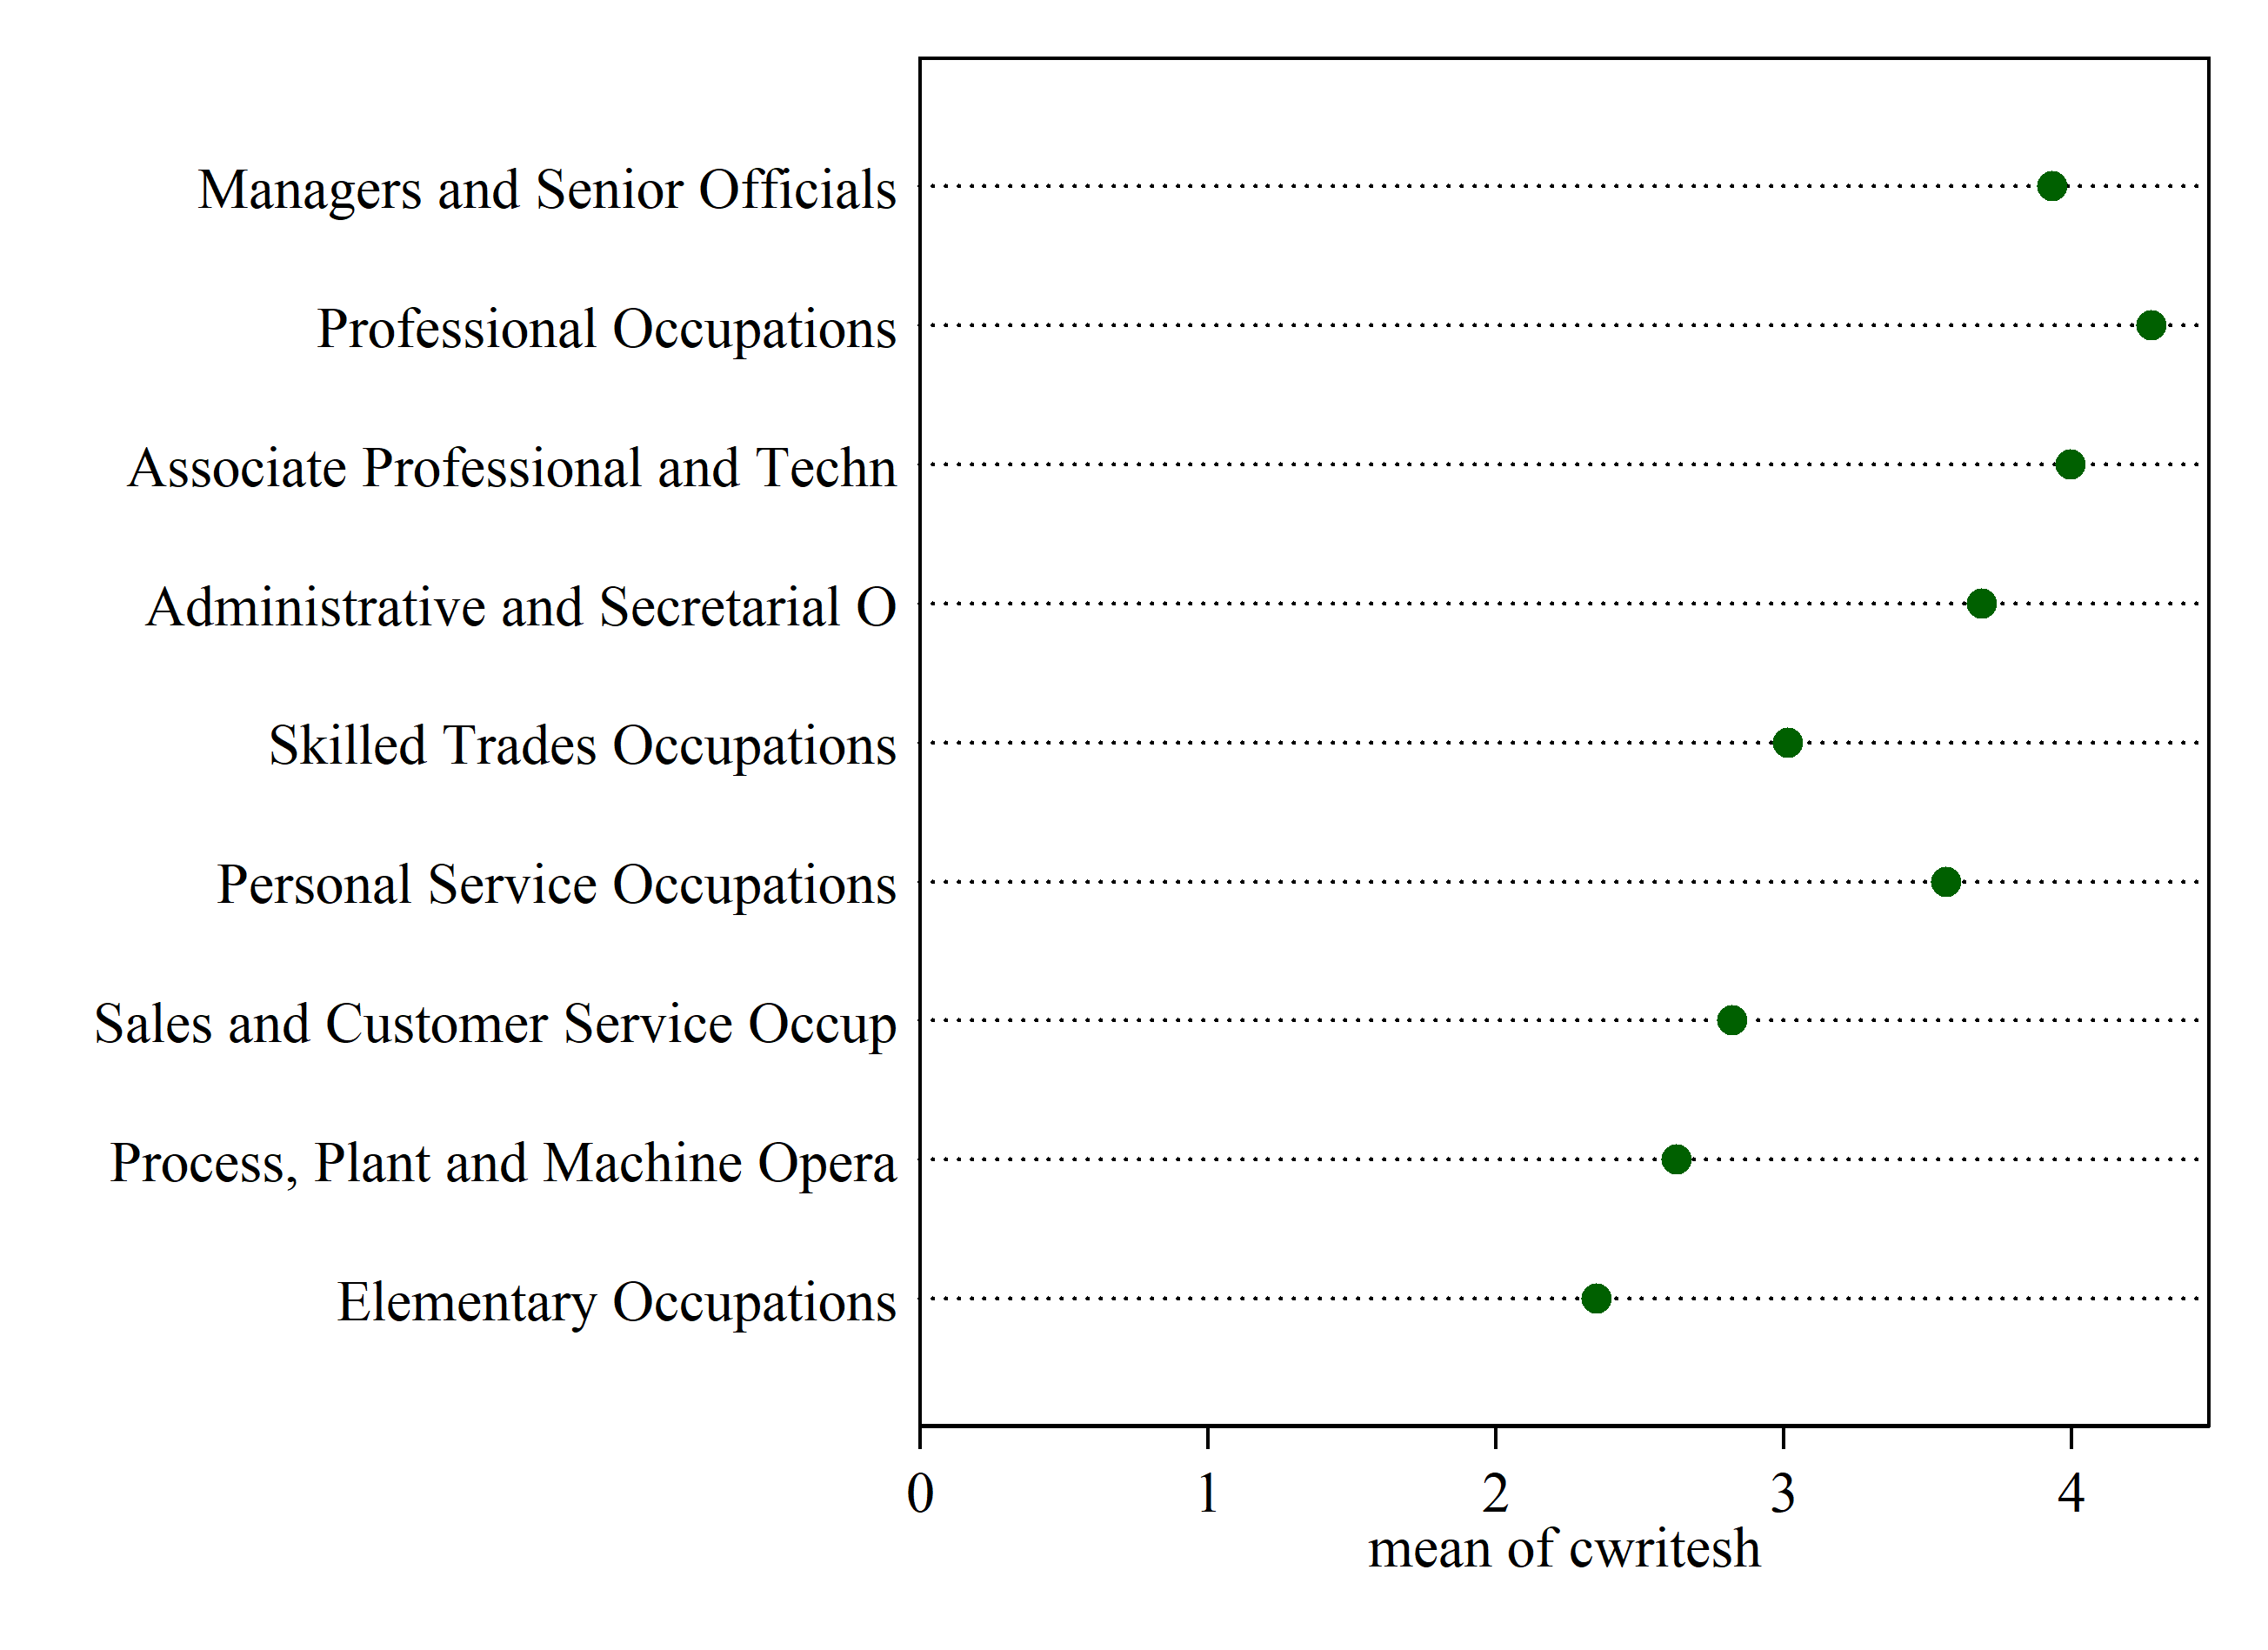 Managers and Senior Officials
Professional Occupations
Associate Professional and Techn
Administrative and Secretarial O
Skilled Trades Occupations
Personal Service Occupations
Sales and Customer Service Occup
Process, Plant and Machine Opera
Elementary Occupations
0 1 2 3 4
mean of cwritesh